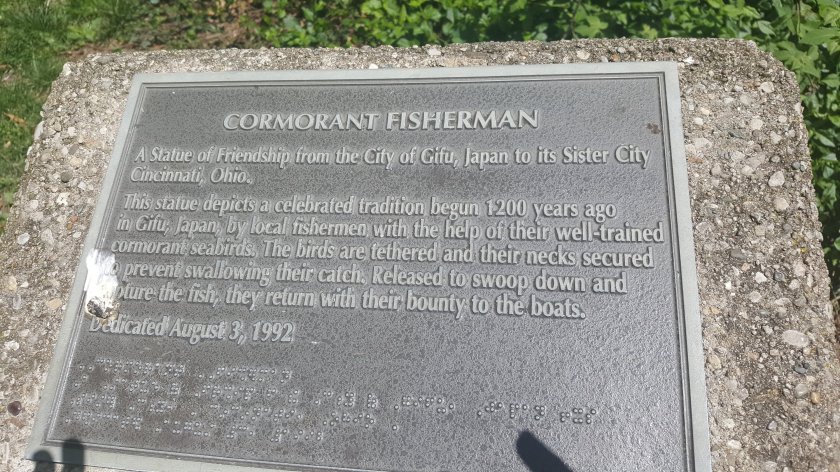 CORMORANT FISHERMAN
A Statue of Friendship from the City of Gifu, Japan to its Sister City
Cincinnati, Ohio.
This statue depicts a celebrated tradition begun 1200 years ago
in Gifu, Japan, by local fishermen with the help of their well-trained
cormorant seabirds. The birds are tethered and their necks secured
to prevent swallowing their catch. Released to swoop down and
the fish, they return with their bounty to the boats.
Dedicated August 3, 1992